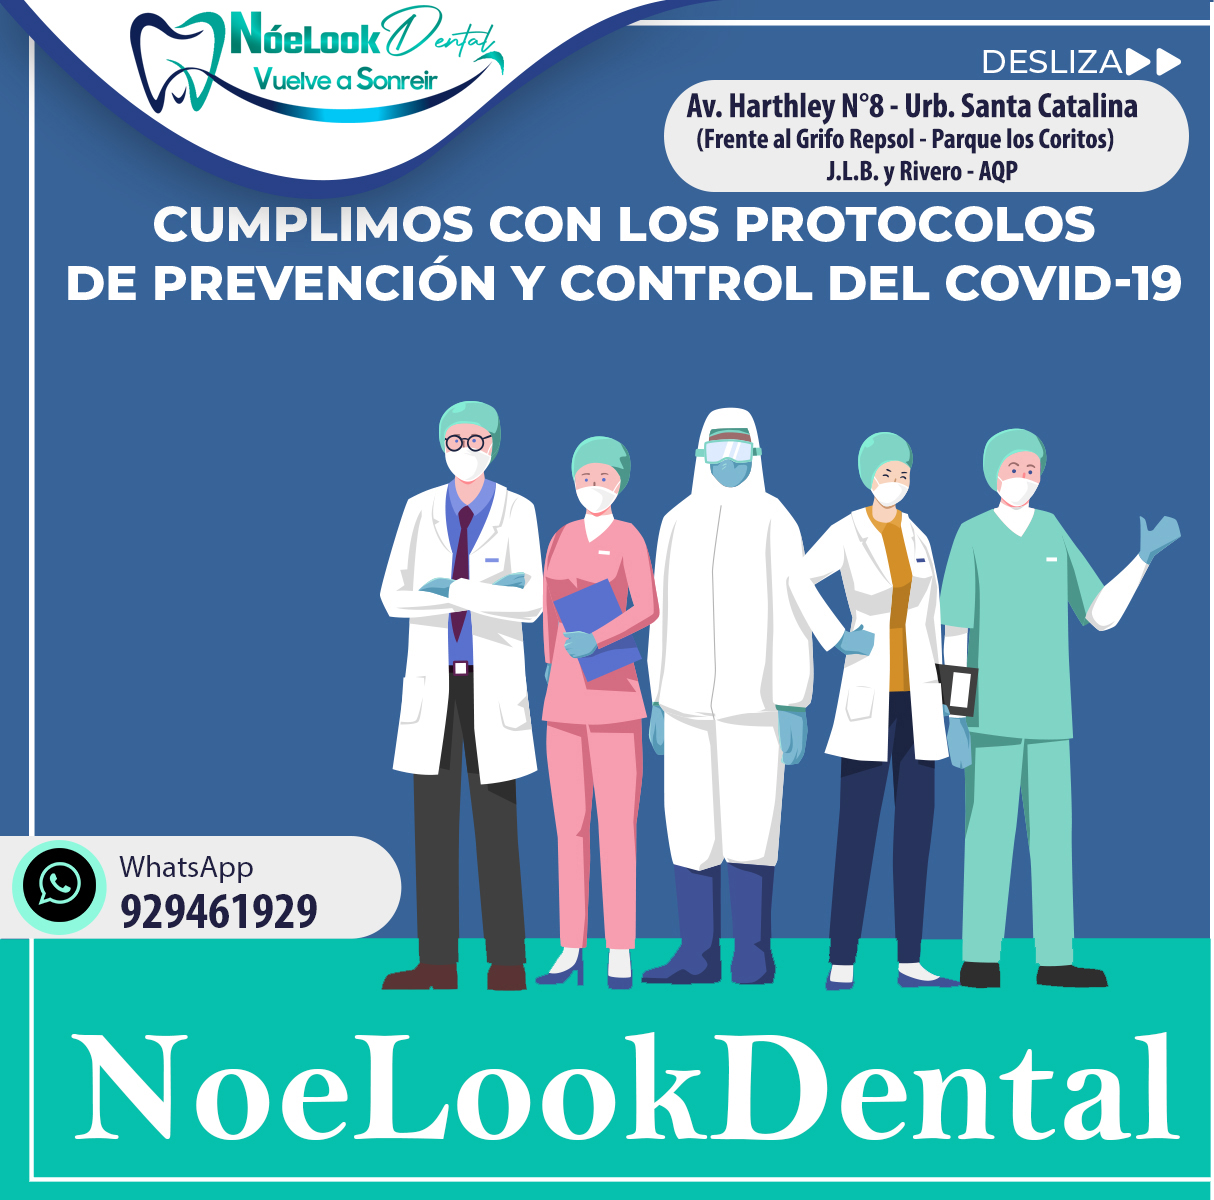 NóeLook Dental
Vuelve a Sonreir
DESLIZA
Av. Harthley N°8 - Urb. Santa Catalina
(Frente al Grifo Repsol - Parque los Coritos)
J.L.B. y Rivero - AQP
CUMPLIMOS CON LOS PROTOCOLOS
DE PREVENCIÓN Y CONTROL DEL COVID-19
WhatsApp
929461929
NoeLookDental